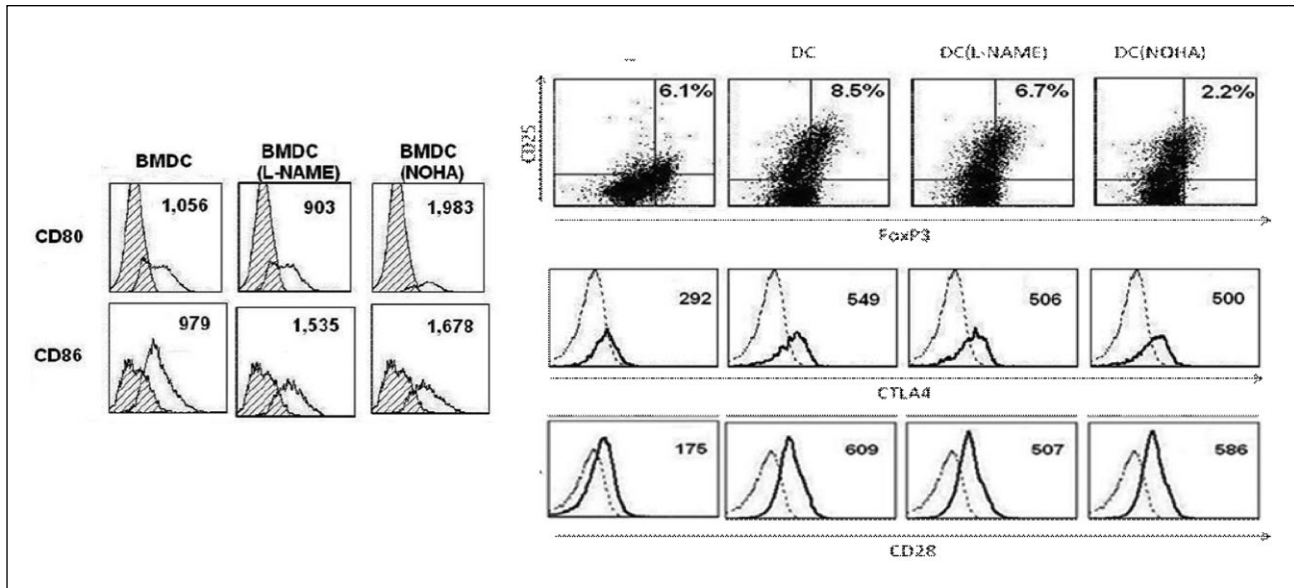 BMDC
BMDC
(L-NAME)
BMDC
(NOHA)
CD80
1,056
903
1,983
CD86
979
1,535
1,678
–
DC
DC(L-NAME)
DC(NOHA)
CD25
6.1%
8.5%
6.7%
2.2%
FoxP3
292
549
506
500
CTLA4
175
609
507
586
CD28